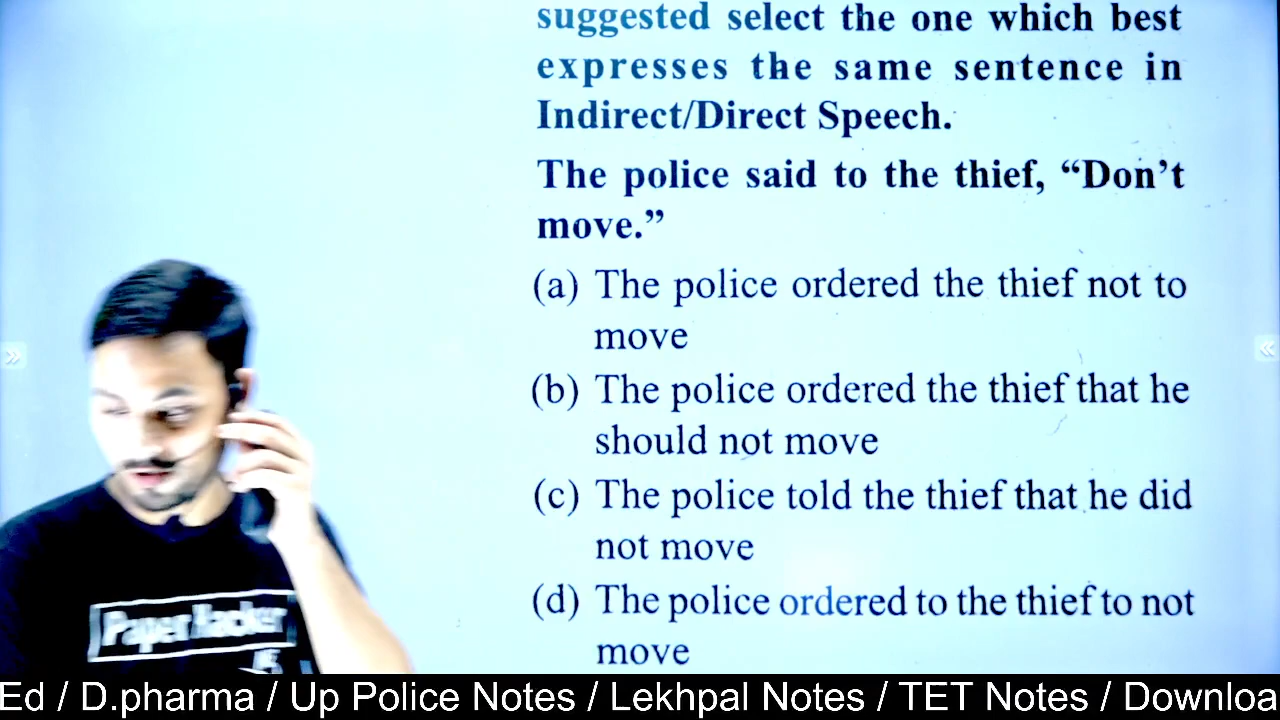 suggested select the one which best
expresses the same sentence in
Indirect/Direct Speech.
The police said to the thief, “Don’t
move.”
(a) The police ordered the thief not to
move
(b) The police ordered the thief that he
should not move
(c) The police told the thief that he did
not move
(d) The police ordered to the thief to not
move
Paper Hacker
Ed / D.pharma / Up Police Notes / Lekhpal Notes / TET Notes / Downloa